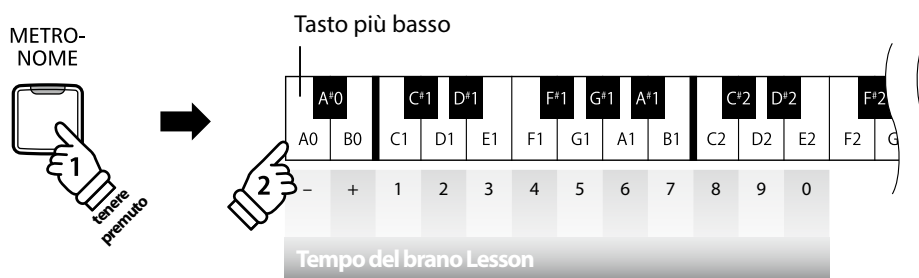 Tasto più basso
METRO-
NOME
A#0 C#1 D#1 F#1 G#1 A#1 C#2 D#2 F#2
A0 B0 C1 D1 E1 F1 G1 A1 B1 C2 D2 E2 F2 G
1
2
– + 1 2 3 4 5 6 7 8 9 0
tenere
premuto
Tempo del brano Lesson